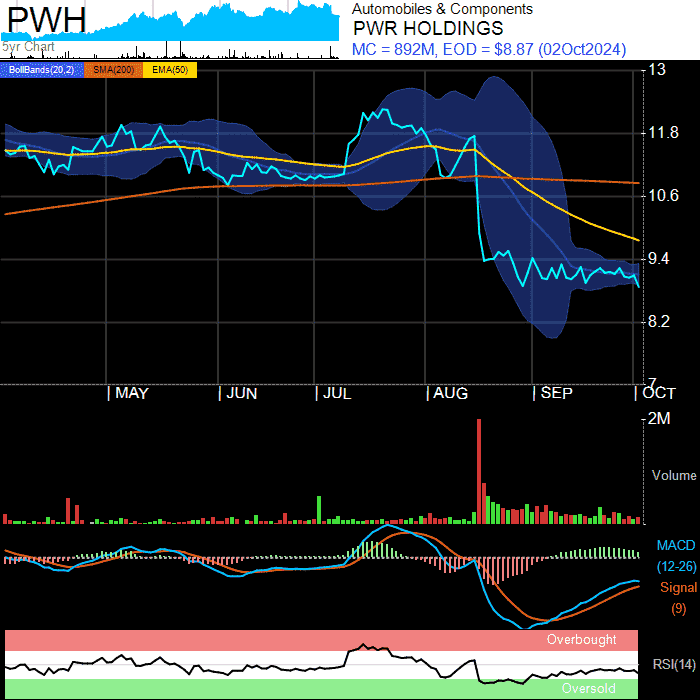 PWH
Automobiles & Components
PWR HOLDINGS
5yr Chart
MC = 892M, EOD = $8.87 (02Oct2024)
BollBands(20,2) SMA(200) EMA(50)
13
11.8
10.6
9.4
8.2
7
MAY JUN JUL AUG SEP OCT
2M
Volume
MACD
(12-26)
Signal
(9)
Overbought
RSI(14)
Oversold